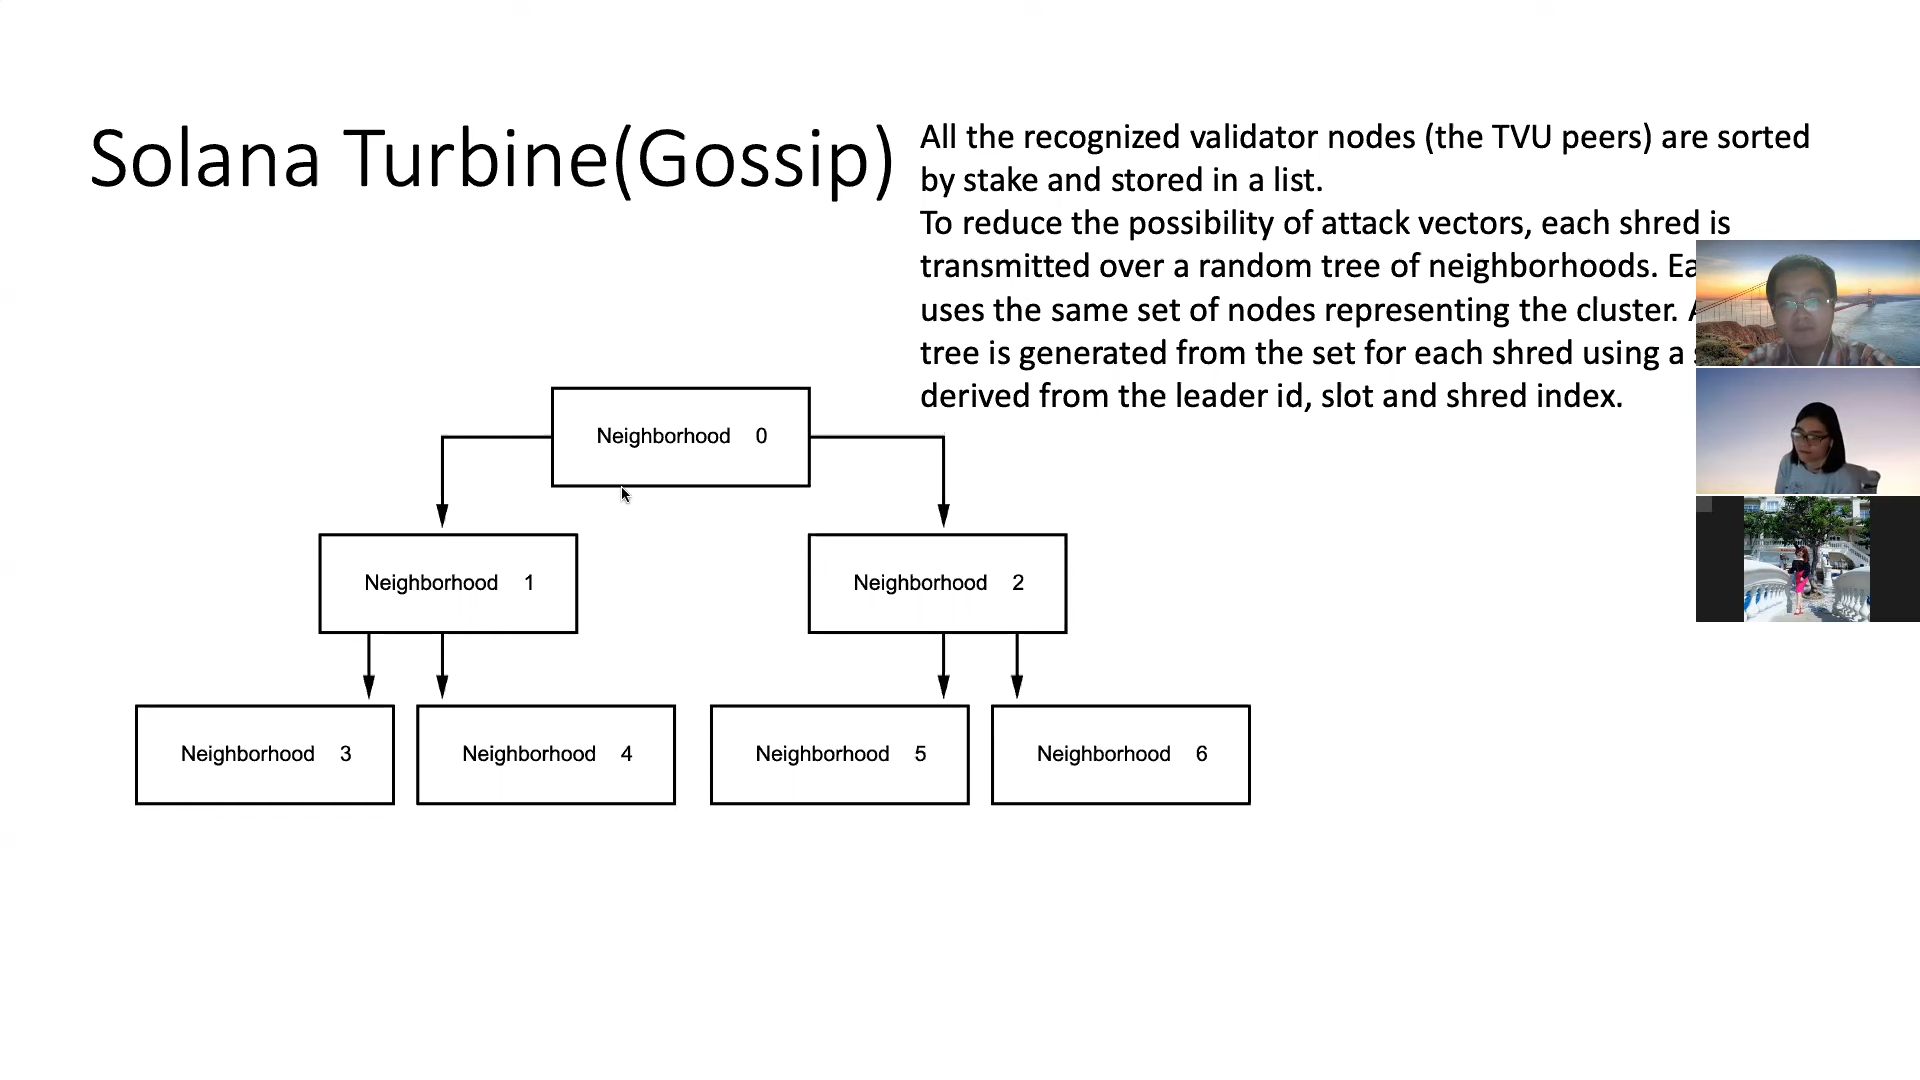 Solana Turbine(Gossip)
All the recognized validator nodes (the TVU peers) are sorted
by stake and stored in a list.
To reduce the possibility of attack vectors, each shred is
transmitted over a random tree of neighborhoods.
uses the same set of nodes representing the cluster.
tree is generated from the set for each shred using a
derived from the leader id, slot and shred index.
Neighborhood 0
Neighborhood 1
Neighborhood 2
Neighborhood 3
Neighborhood 4
Neighborhood 5
Neighborhood 6